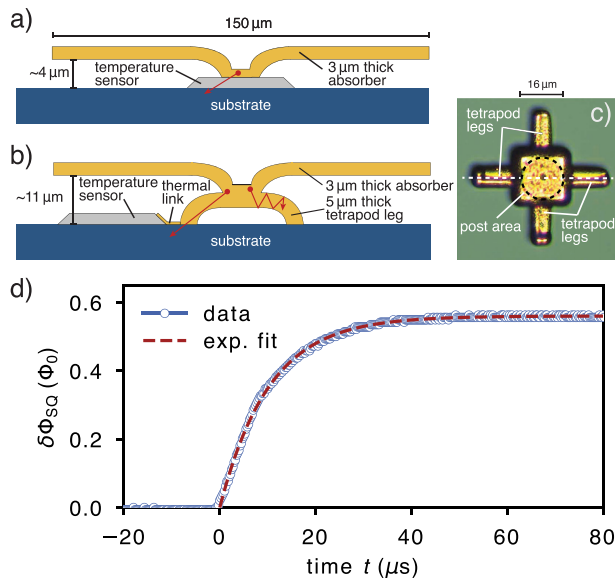 a)
150 μm
~4 μm
temperature
sensor
3 μm thick
absorber
substrate
b)
~11 μm
temperature
sensor
thermal
link
3 μm thick absorber
5 μm thick
tetrapod leg
substrate
16 μm
c)
tetrapod
legs
post area
tetrapod
legs
d)
0.6
0.4
0.2
0.0
δΦSQ (Φ0)
data
exp. fit
−20 0 20 40 60 80
time t (μs)